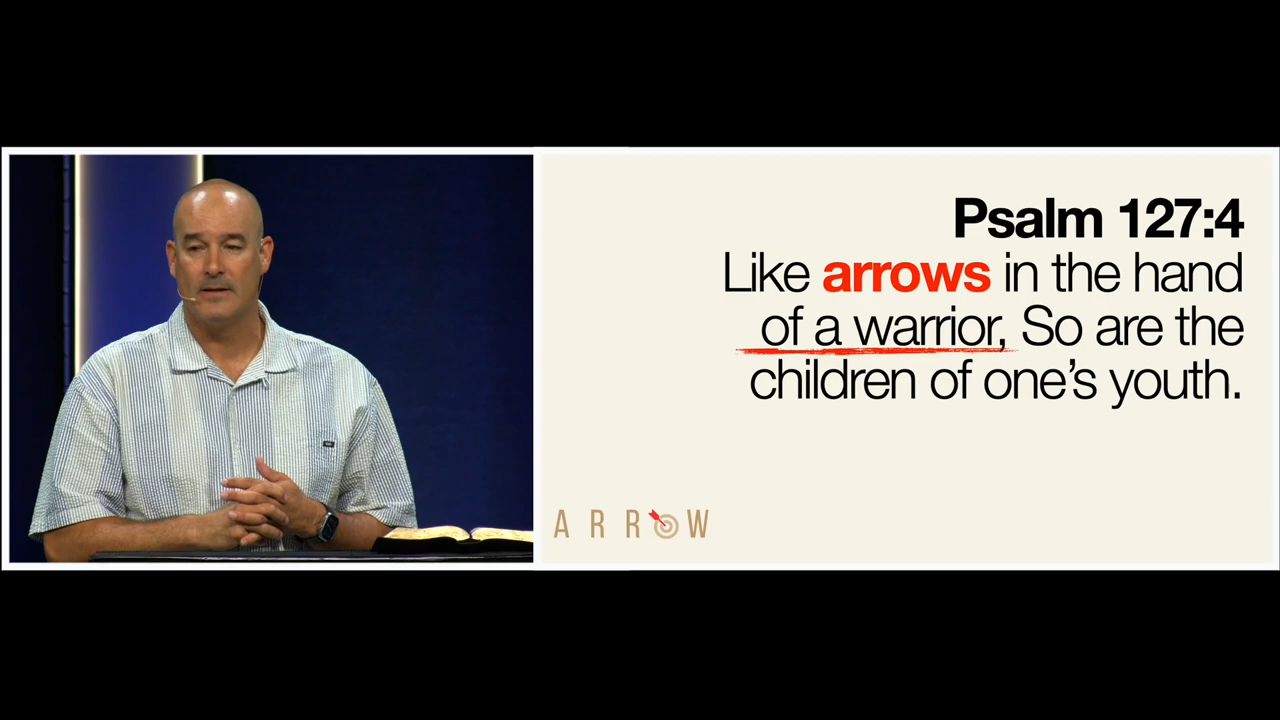 Psalm 127:4
Like arrows in the hand
of a warrior, So are the
children of one's youth.
ARROW